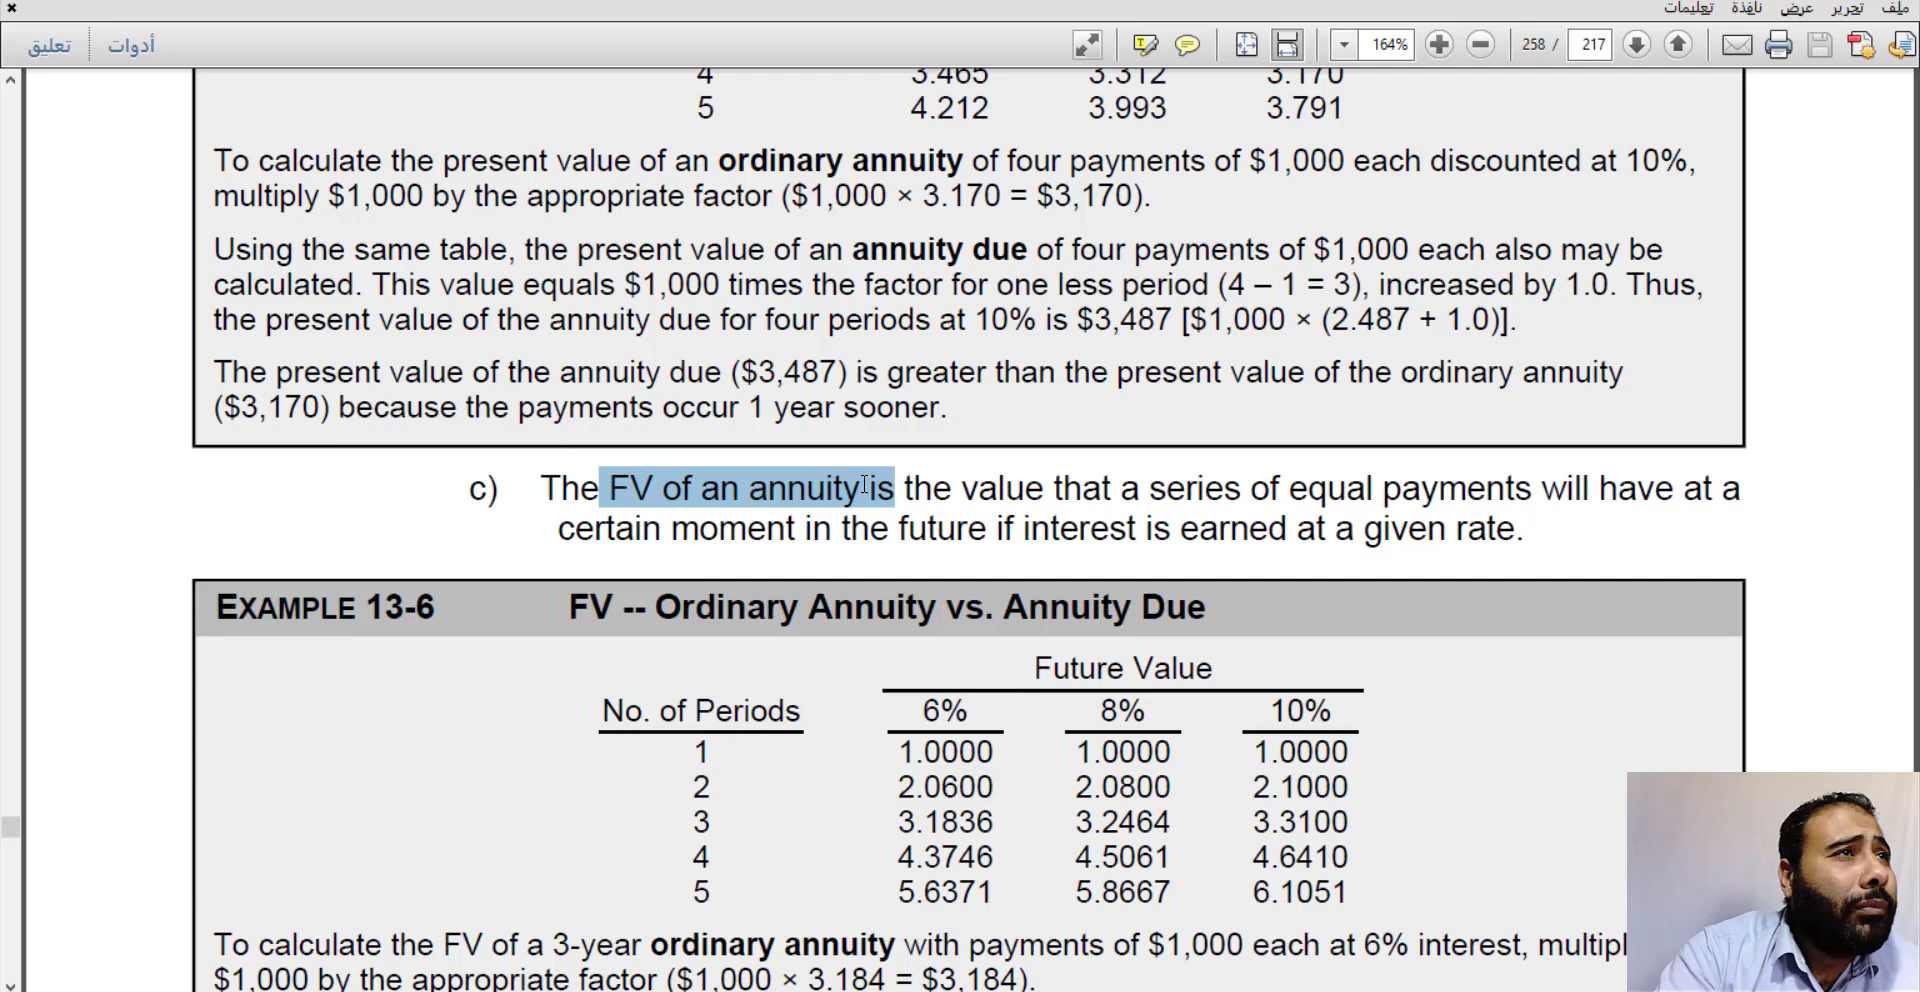 ملف تحرير عرض نافذة تعليمات
تعليق أدوات 164% 258 / 217
4 3.465 3.312 3.170
5 4.212 3.993 3.791
To calculate the present value of an ordinary annuity of four payments of $1,000 each discounted at 10%,
multiply $1,000 by the appropriate factor ($1,000 × 3.170 = $3,170).
Using the same table, the present value of an annuity due of four payments of $1,000 each also may be
calculated. This value equals $1,000 times the factor for one less period (4 – 1 = 3), increased by 1.0. Thus,
the present value of the annuity due for four periods at 10% is $3,487 [$1,000 × (2.487 + 1.0)].
The present value of the annuity due ($3,487) is greater than the present value of the ordinary annuity
($3,170) because the payments occur 1 year sooner.
c) The FV of an annuity is the value that a series of equal payments will have at a
certain moment in the future if interest is earned at a given rate.
EXAMPLE 13-6 FV -- Ordinary Annuity vs. Annuity Due
Future Value
No. of Periods 6% 8% 10%
1 1.0000 1.0000 1.0000
2 2.0600 2.0800 2.1000
3 3.1836 3.2464 3.3100
4 4.3746 4.5061 4.6410
5 5.6371 5.8667 6.1051
To calculate the FV of a 3-year ordinary annuity with payments of $1,000 each at 6% interest, multipl
$1,000 by the appropriate factor ($1,000 × 3.184 = $3,184).